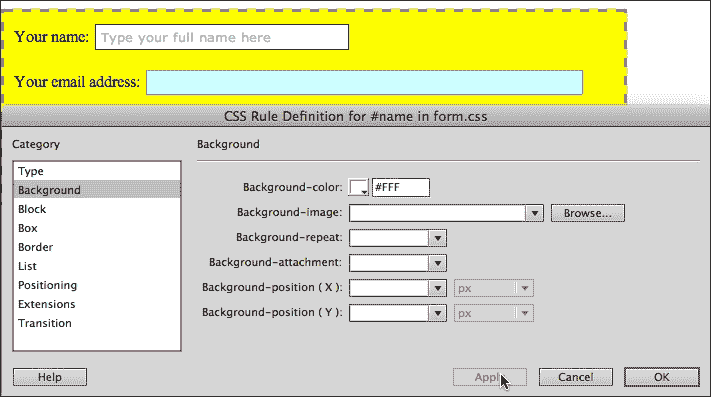 Your name: Type your full name here
Your email address:
CSS Rule Definition for #name in form.css
Category
Background
Type
Background
Block
Box
Border
List
Positioning
Extensions
Transition
Background-color: #FFF
Background-image: Browse...
Background-repeat:
Background-attachment:
Background-position (X): px
Background-position (Y): px
Help
Apply
Cancel
OK